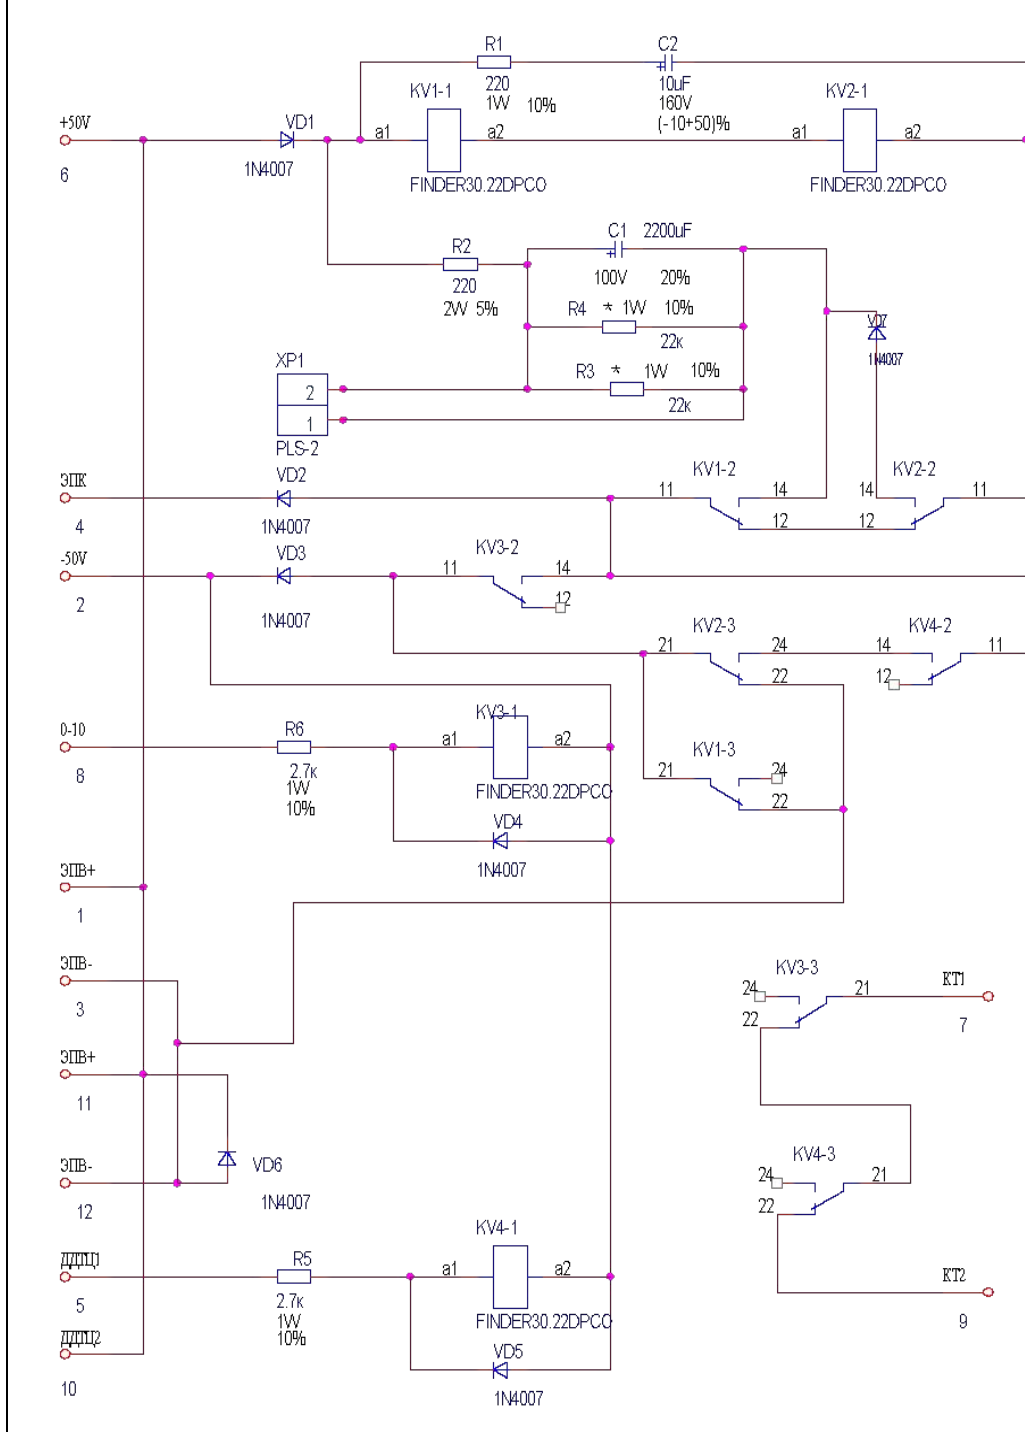 R1
C2
220
1W 10%
10uF
160V
(-10+50)%
KV1-1
KV2-1
+50V
6
VD1
1N4007
a1
a2
a1
a2
FINDER30.22DPCO
FINDER30.22DPCO
C1 2200uF
R2
100V 20%
220
2W 5%
R4 * 1W 10%
22к
VD7
1N4007
XP1
2
1
PLS-2
R3 * 1W 10%
22к
ЭПК
4
VD2
1N4007
KV1-2
KV2-2
11
14
14
11
12
12
-50V
2
VD3
1N4007
KV3-2
11
14
12
KV2-3
KV4-2
21
24
14
11
22
12
0-10
8
R6
2.7к
1W
10%
KV3-1
a1
a2
FINDER30.22DPCO
KV1-3
21
24
22
VD4
1N4007
ЭПВ+
1
ЭПВ-
3
KV3-3
24
21
22
КТ1
7
ЭПВ+
11
ЭПВ-
12
VD6
1N4007
KV4-3
24
21
22
КТ2
9
ДДТЦ1
5
R5
2.7к
1W
10%
KV4-1
a1
a2
FINDER30.22DPCO
VD5
1N4007
ДДТЦ2
10